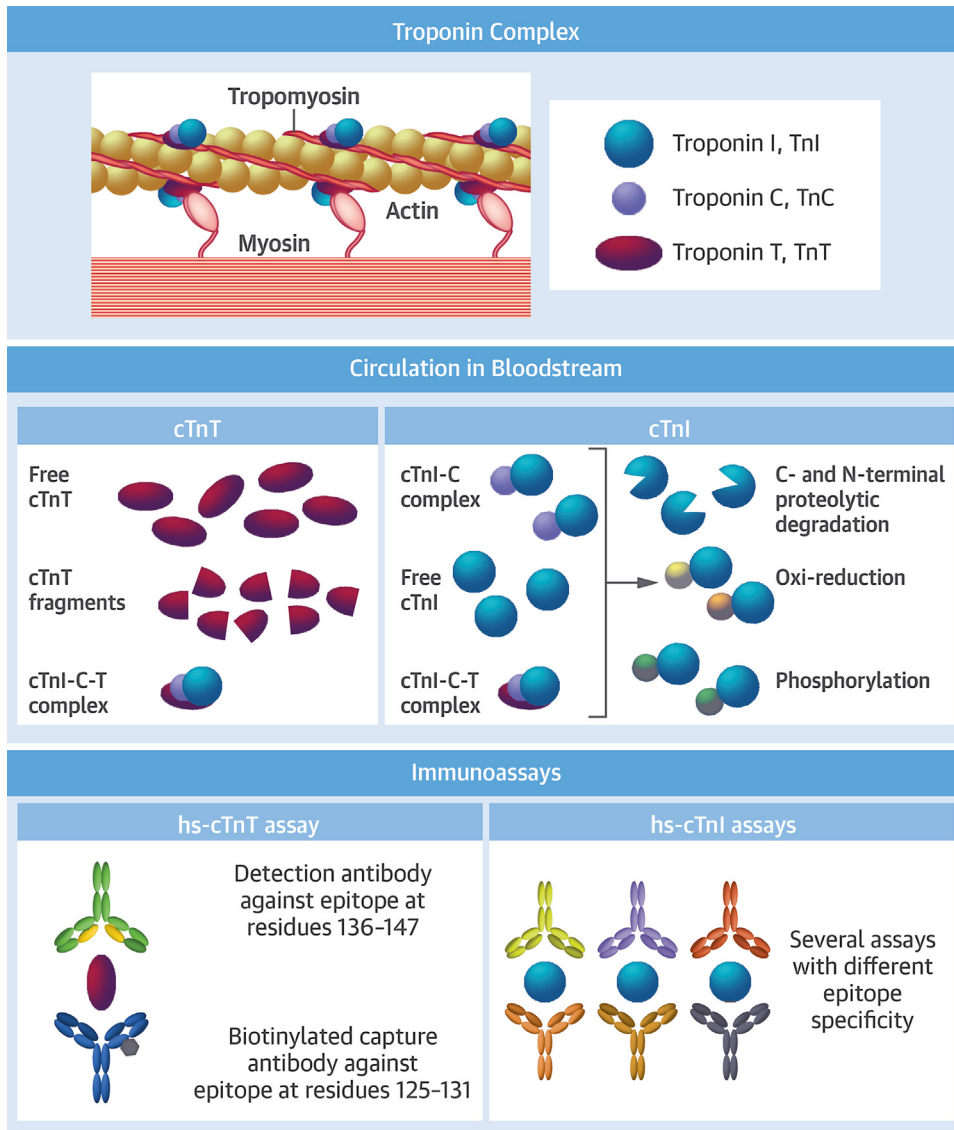 Troponin Complex
Tropomyosin
Actin
Myosin
Troponin I, TnI
Troponin C, TnC
Troponin T, TnT
Circulation in Bloodstream
cTnT
Free
cTnT
cTnT
fragments
cTnI-C-T
complex
cTnI
cTnI-C
complex
Free
cTnI
cTnI-C-T
complex
C- and N-terminal
proteolytic
degradation
Oxi-reduction
Phosphorylation
Immunoassays
hs-cTnT assay
Detection antibody
against epitope at
residues 136–147
Biotinylated capture
antibody against
epitope at residues 125–131
hs-cTnI assays
Several assays
with different
epitope
specificity